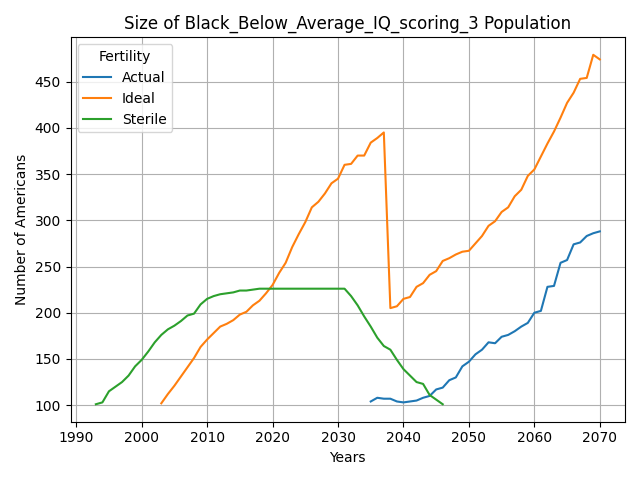 Size of Black_Below_Average_IQ_scoring_3 Population
Fertility
Actual
Ideal
Sterile
Number of Americans
450
400
350
300
250
200
150
100
1990 2000 2010 2020 2030 2040 2050 2060 2070
Years